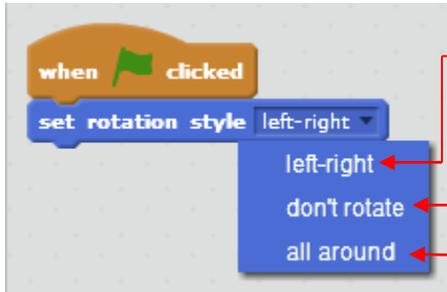 when clicked
set rotation style left-right
left-right
don't rotate
all around